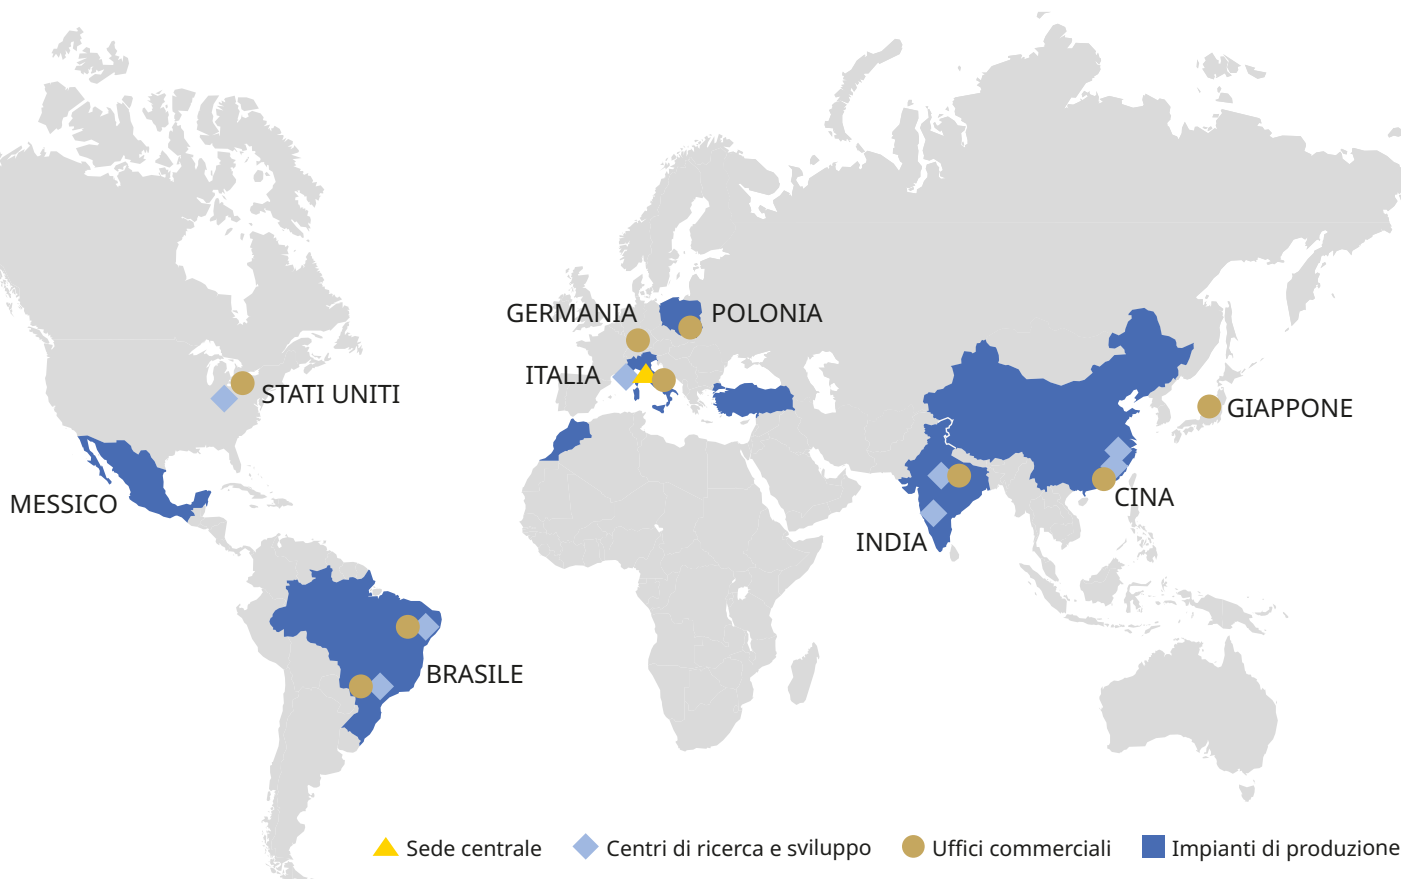 GERMANIA
POLONIA
ITALIA
STATI UNITI
GIAPPONE
MESSICO
CINA
INDIA
BRASILE
Sede centrale
Centri di ricerca e sviluppo
Uffici commerciali
Impianti di produzione